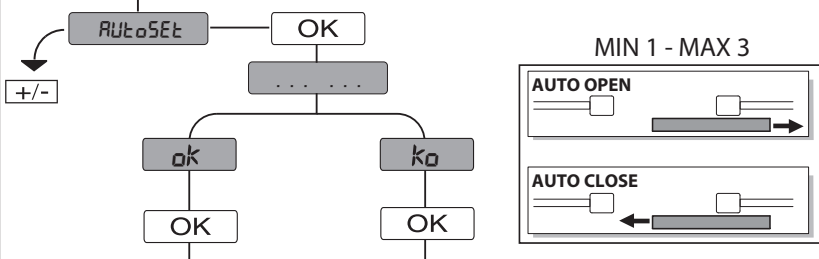 AUtoSEt
OK
+/-
... ...
ok
ko
OK
OK
MIN 1 - MAX 3
AUTO OPEN
AUTO CLOSE